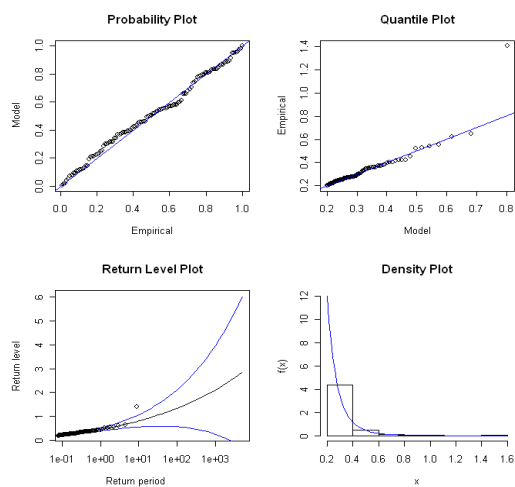 Probability Plot
Model
0.0 0.2 0.4 0.6 0.8 1.0
0.0 0.2 0.4 0.6 0.8 1.0
Empirical
Quantile Plot
Empirical
0.2 0.4 0.6 0.8 1.0 1.2 1.4
0.2 0.3 0.4 0.5 0.6 0.7 0.8
Model
Return Level Plot
Return level
0 1 2 3 4 5 6
1e-01 1e+00 1e+01 1e+02 1e+03
Return period
Density Plot
f(x)
0 2 4 6 8 10 12
0.2 0.4 0.6 0.8 1.0 1.2 1.4 1.6
x